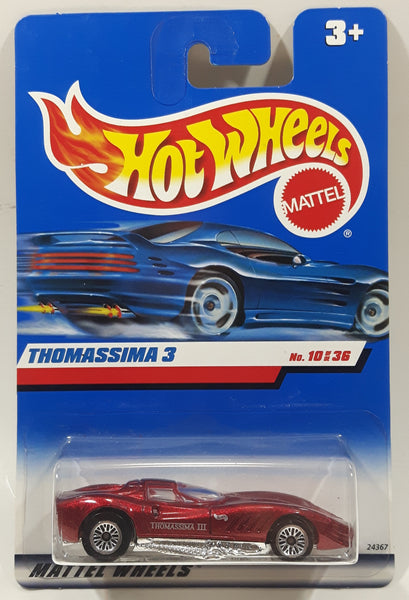 3+
HOT WHEELS
MATTEL
®
THOMASSIMA 3
No. 10 OF 36
THOMASSIMA III
24367
MATTEL WHEELS